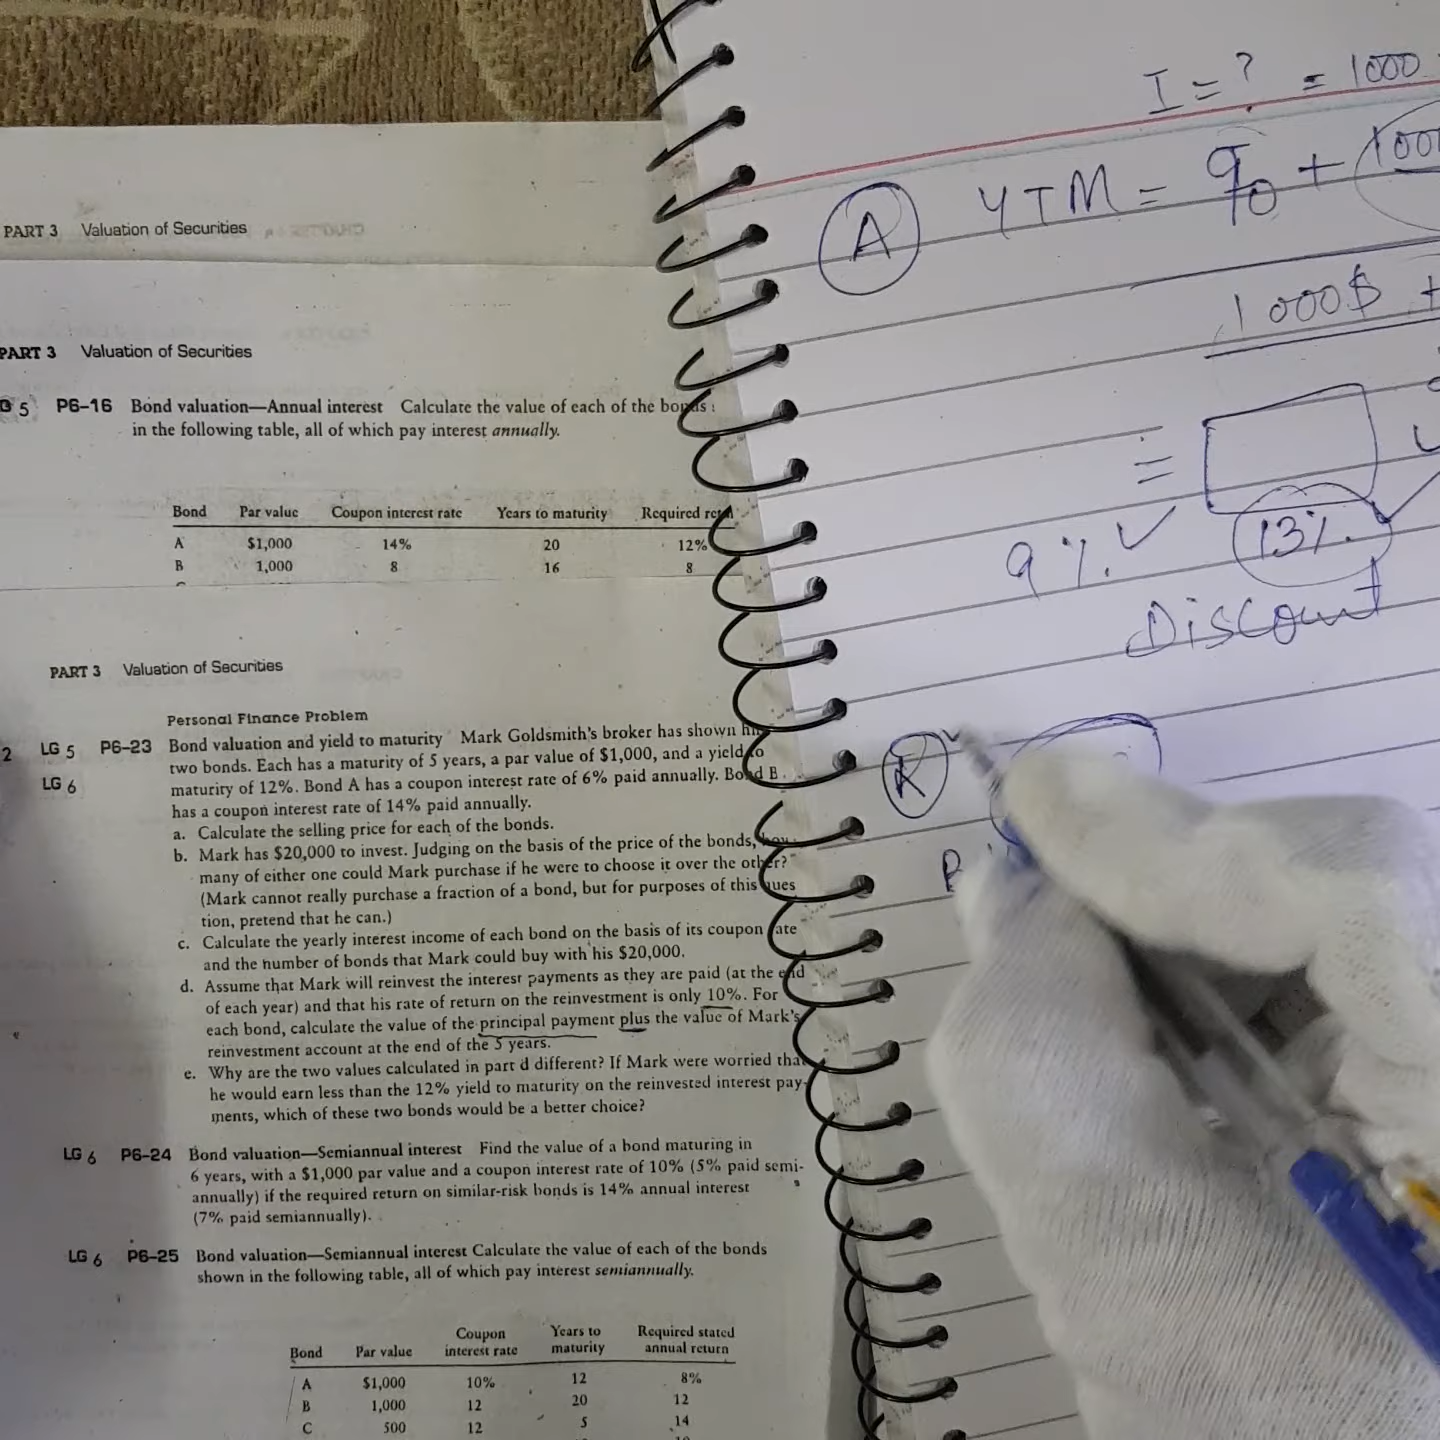 PART 3 Valuation of Securities
PART 3 Valuation of Securities
5 P6–16 Bond valuation—Annual interest Calculate the value of each of the bonds
in the following table, all of which pay interest annually.
Bond Par value Coupon interest rate Years to maturity Required
A $1,000 14% 20 12%
B 1,000 8 16 8
PART 3 Valuation of Securities
Personal Finance Problem
2 LG 5 P6–23 Bond valuation and yield to maturity Mark Goldsmith's broker has shown
LG 6 two bonds. Each has a maturity of 5 years, a par value of $1,000, and a yield to
maturity of 12%. Bond A has a coupon interest rate of 6% paid annually. Bond B
has a coupon interest rate of 14% paid annually.
a. Calculate the selling price for each of the bonds.
b. Mark has $20,000 to invest. Judging on the basis of the price of the bonds,
many of either one could Mark purchase if he were to choose it over the other?
(Mark cannot really purchase a fraction of a bond, but for purposes of this ques
tion, pretend that he can.)
c. Calculate the yearly interest income of each bond on the basis of its coupon rate
and the number of bonds that Mark could buy with his $20,000.
d. Assume that Mark will reinvest the interest payments as they are paid (at the end
of each year) and that his rate of return on the reinvestment is only 10%. For
each bond, calculate the value of the principal payment plus the value of Mark's
reinvestment account at the end of the 5 years.
e. Why are the two values calculated in part d different? If Mark were worried that
he would earn less than the 12% yield to maturity on the reinvested interest pay-
ments, which of these two bonds would be a better choice?
LG 6 P6–24 Bond valuation—Semiannual interest Find the value of a bond maturing in
6 years, with a $1,000 par value and a coupon interest rate of 10% (5% paid semi-
annually) if the required return on similar-risk bonds is 14% annual interest
(7% paid semiannually).
LG 6 P6–25 Bond valuation—Semiannual interest Calculate the value of each of the bonds
shown in the following table, all of which pay interest semiannually.
Coupon Years to Required stated
Bond Par value interest rate maturity annual return
A $1,000 10% 12 8%
B 1,000 12 20 12
C 500 12 5 14
I = ? = 1000
A YTM = 90 +
1000$ +
=
9%
13%
Discount